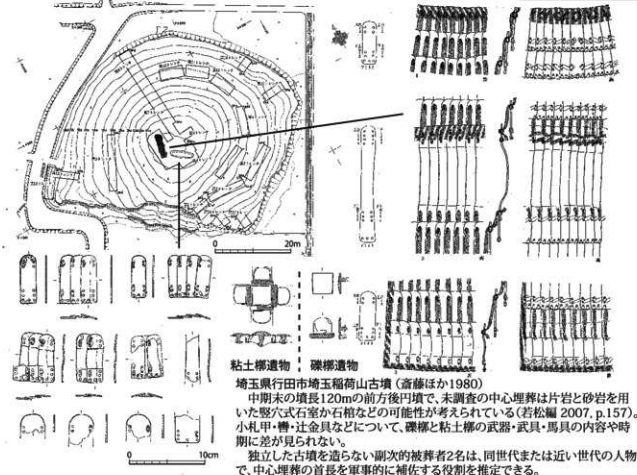 20m
粘土槨遺物
礫槨遺物
10cm
埼玉県行田市埼玉稲荷山古墳(斎藤ほか1980)
中期末の墳長120mの前方後円墳で、未調査の中心埋葬は片岩と砂岩を用
いた竪穴式石室か石棺などの可能性が考えられている(若松編 2007, p.157)。
小札甲・轡・辻金具などについて、礫槨と粘土槨の武器・武具・馬具の内容や時
期に差が見られない。
独立した古墳を造らない副次的被葬者2名は、同世代または近い世代の人物
で、中心埋葬の首長を軍事的に補佐する役割を推定できる。